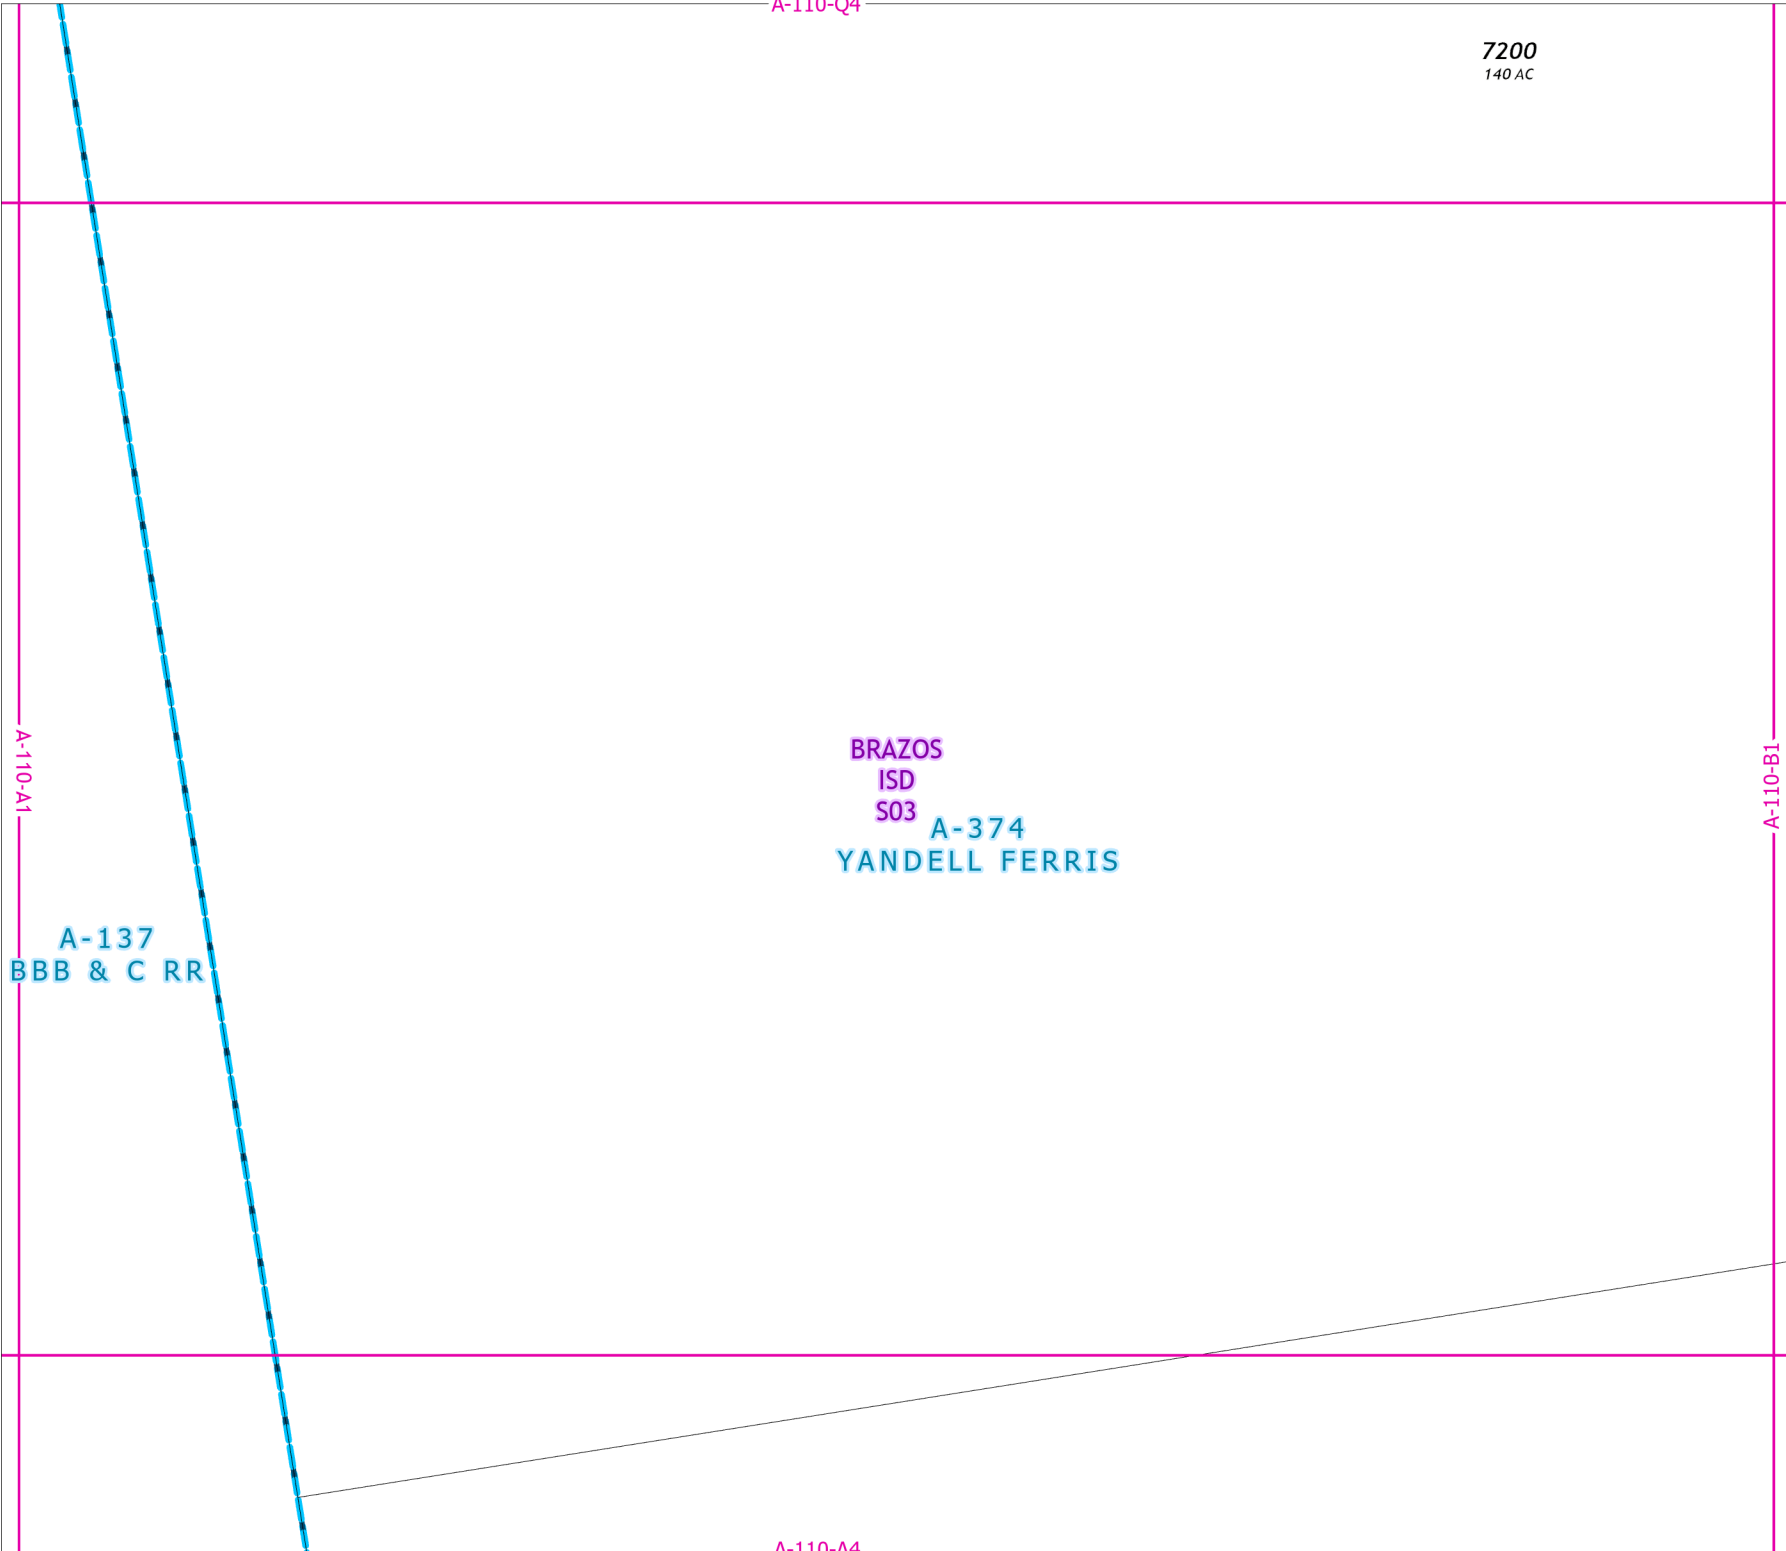 A-110-Q4
7200
140 AC
A-110-A1
A-110-B1
BRAZOS
ISD
S03
A-374
YANDELL FERRIS
A-137
BBB & C RR
A-110-A4